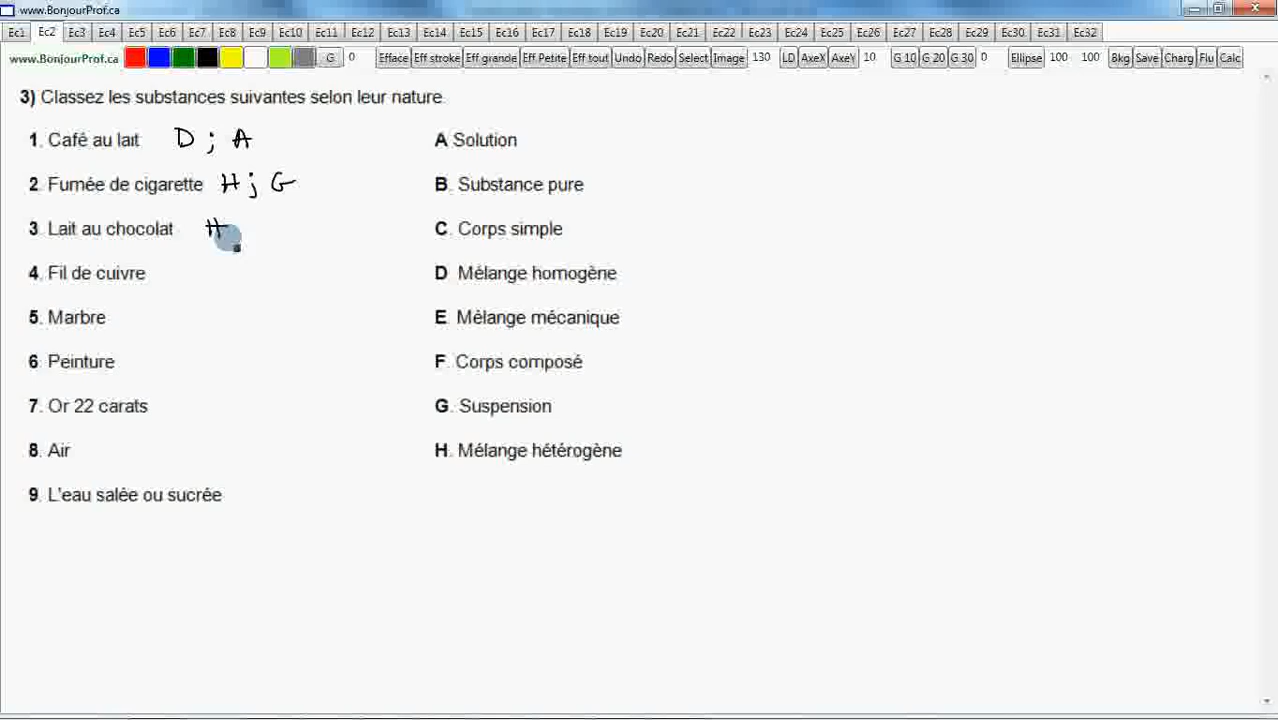 www.BonjourProf.ca
Ec1 Ec2 Ec3 Ec4 Ec5 Ec6 Ec7 Ec8 Ec9 Ec10 Ec11 Ec12 Ec13 Ec14 Ec15 Ec16 Ec17 Ec18 Ec19 Ec20 Ec21 Ec22 Ec23 Ec24 Ec25 Ec26 Ec27 Ec28 Ec29 Ec30 Ec31 Ec32
www.BonjourProf.ca G 0 Efface Eff stroke Eff grande Eff Petite Eff tout Undo Redo Select Image 130 LD AxeX AxeY 10 G 10 G 20 G 30 0 Ellipse 100 100 Bkg Save Charg Flu Calc
3) Classez les substances suivantes selon leur nature.
1. Café au lait D ; A A Solution
2. Fumée de cigarette H ; G B. Substance pure
3. Lait au chocolat H C. Corps simple
4. Fil de cuivre D Mélange homogène
5. Marbre E. Mélange mécanique
6 Peinture F. Corps composé
7. Or 22 carats G. Suspension
8. Air H. Mélange hétérogène
9. L'eau salée ou sucrée